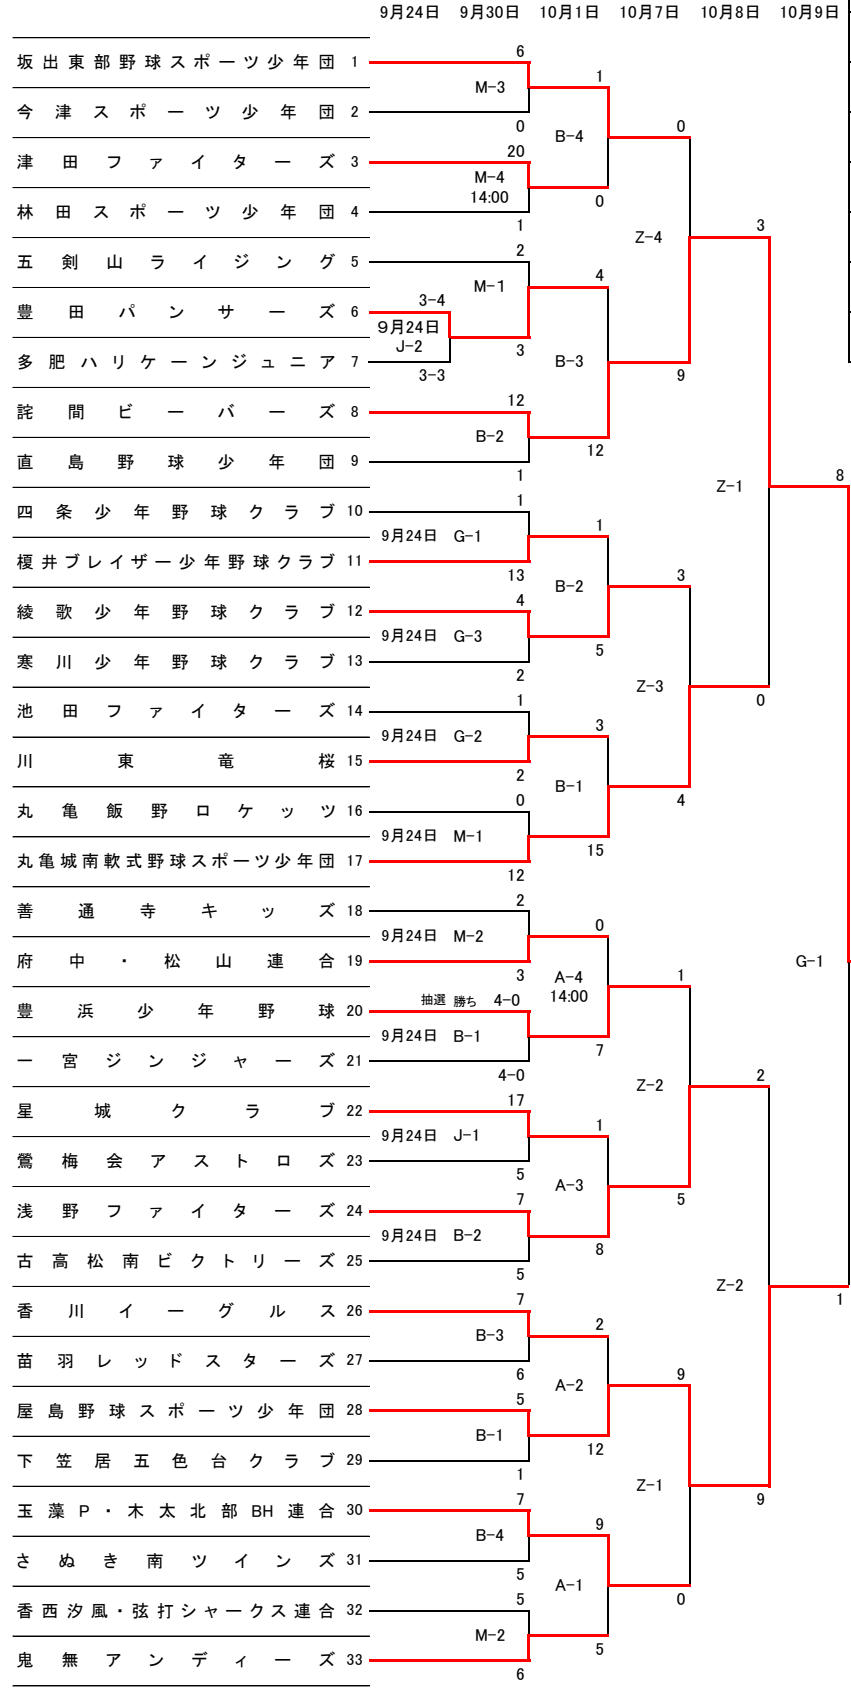 9月24日 9月30日 10月1日 10月7日 10月8日 10月9日
6
坂出東部野球スポーツ少年団 1
M-3 1
今津スポーツ少年団 2
0 B-4 0
20
津田ファイターズ 3
M-4
14:00 0
林田スポーツ少年団 4
1 Z-4 3
2
五剣山ライジング 5
M-1 4
3-4
豊田パンサーズ 6
9月24日
J-2
3
多肥ハリケーンジュニア 7
3-3 B-3 9
12
詫間ビーバーズ 8
B-2 12
直島野球少年団 9
1 Z-1 8
1
四条少年野球クラブ 10
9月24日 G-1 1
榎井ブレイザー少年野球クラブ 11
13 B-2 3
4
綾歌少年野球クラブ 12
9月24日 G-3 5
寒川少年野球クラブ 13
2 Z-3 0
1
池田ファイターズ 14
9月24日 G-2 3
川東竜桜 15
2 B-1 4
0
丸亀飯野ロケッツ 16
9月24日 M-1 15
丸亀城南軟式野球スポーツ少年団 17
12
2
善通寺キッズ 18
9月24日 M-2 0
府中・松山連合 19
G-1
3 A-4
14:00 1
抽選 勝ち 4-0
豊浜少年野球 20
9月24日 B-1 7
一宮ジンジャーズ 21
4-0 Z-2 2
17
星城クラブ 22
9月24日 J-1 1
鶯梅会アストロズ 23
5 A-3 5
7
浅野ファイターズ 24
9月24日 B-2 8
古高松南ビクトリーズ 25
5 Z-2 1
7
香川イーグルス 26
B-3 2
苗羽レッドスターズ 27
6 A-2 9
5
屋島野球スポーツ少年団 28
B-1 12
下笠居五色台クラブ 29
1 Z-1 9
7
玉藻P・木太北部BH連合 30
B-4 9
さぬき南ツインズ 31
5 A-1 0
5
香西汐風・弦打シャークス連合 32
M-2 5
鬼無アンディーズ 33
6